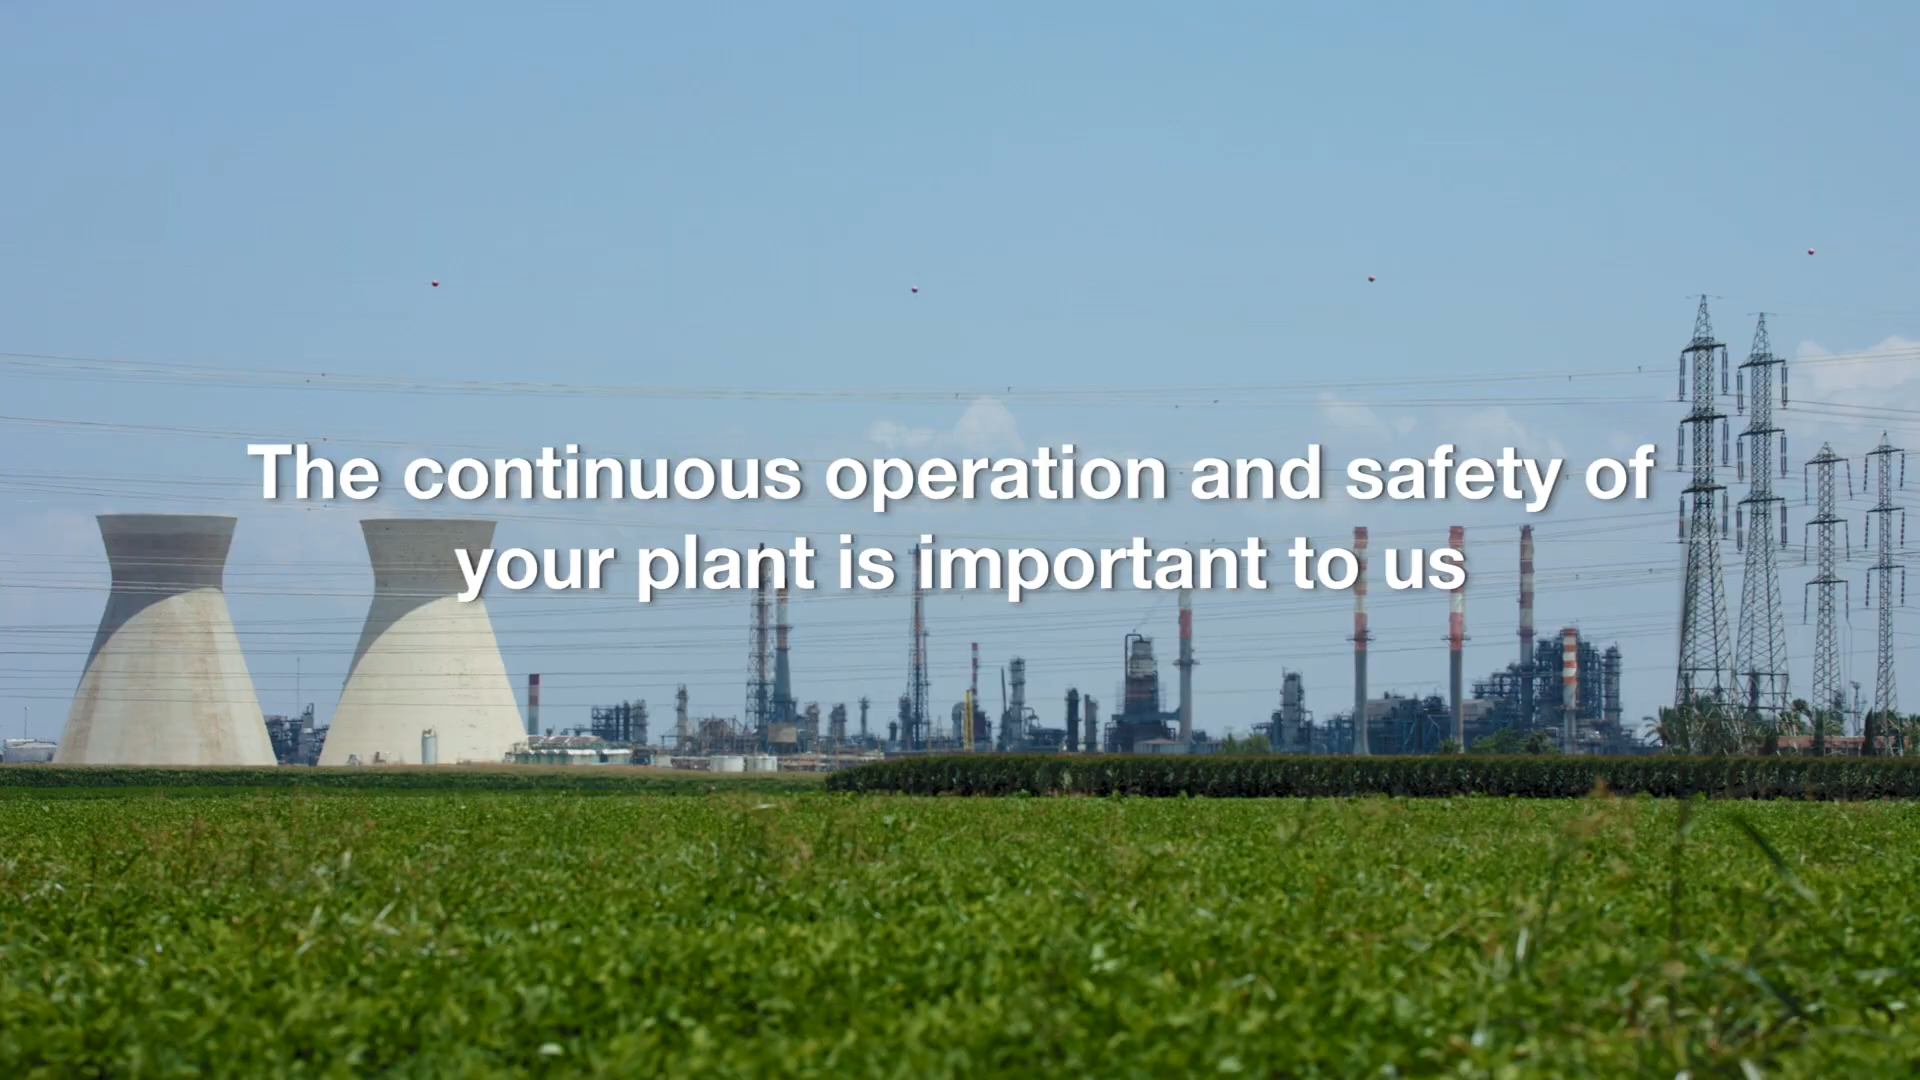 The continuous operation and safety of
your plant is important to us